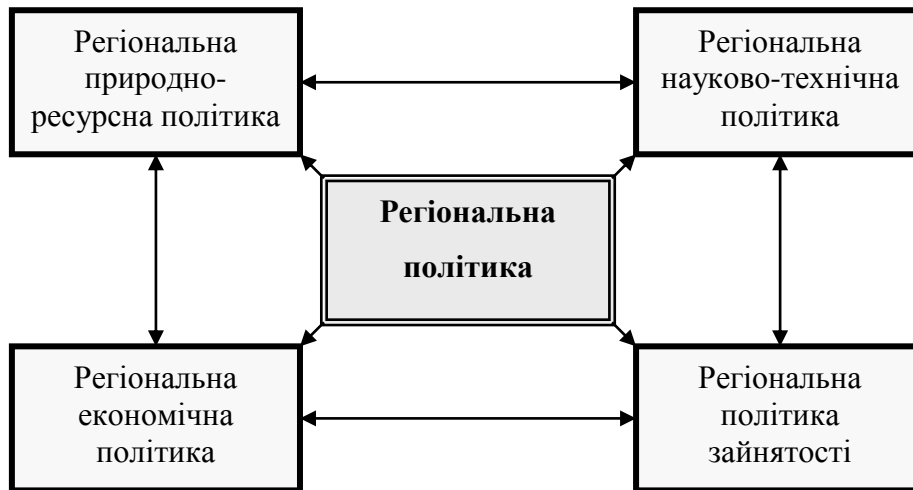 Регіональна
природно-
ресурсна політика
Регіональна
науково-технічна
політика
Регіональна
політика
Регіональна
економічна
політика
Регіональна
політика
зайнятості